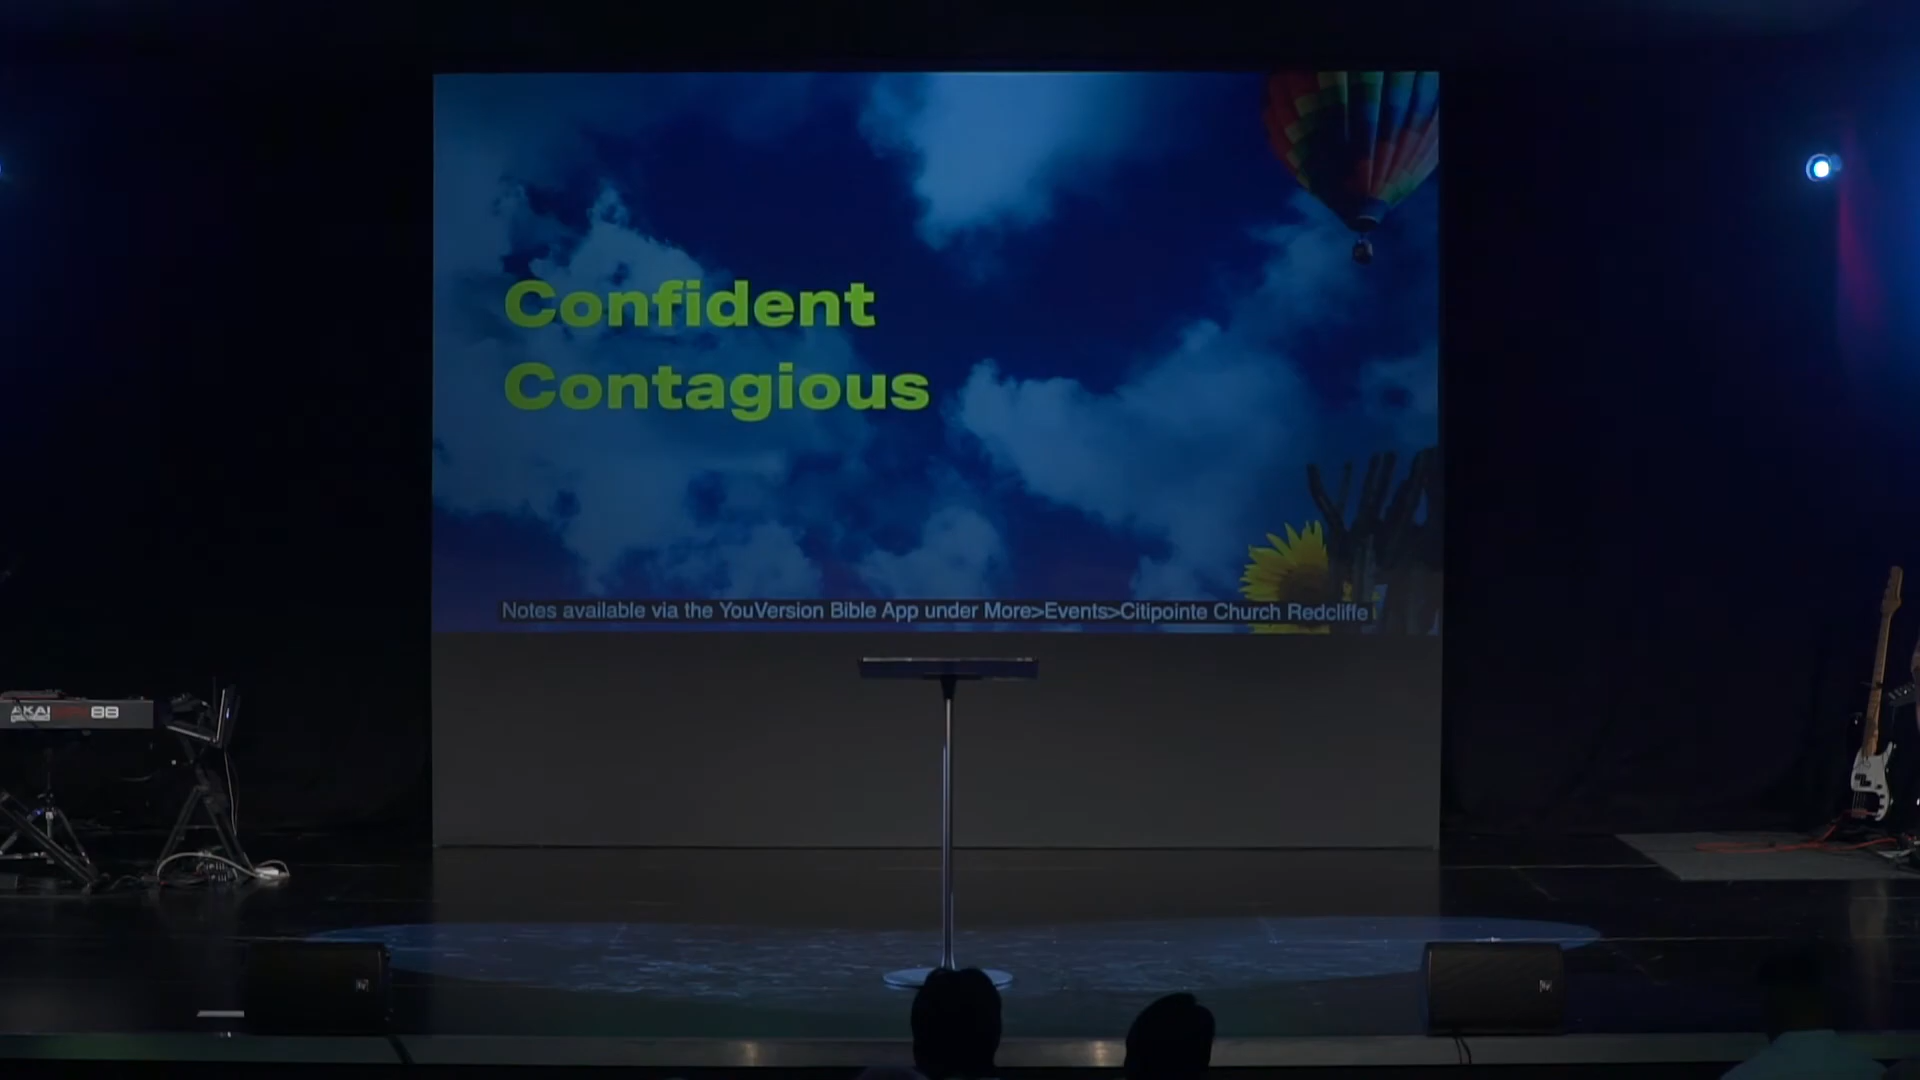 Confident
Contagious
Notes available via the YouVersion Bible App under More>Events>Citipointe Church Redcliffe
AKAI
88